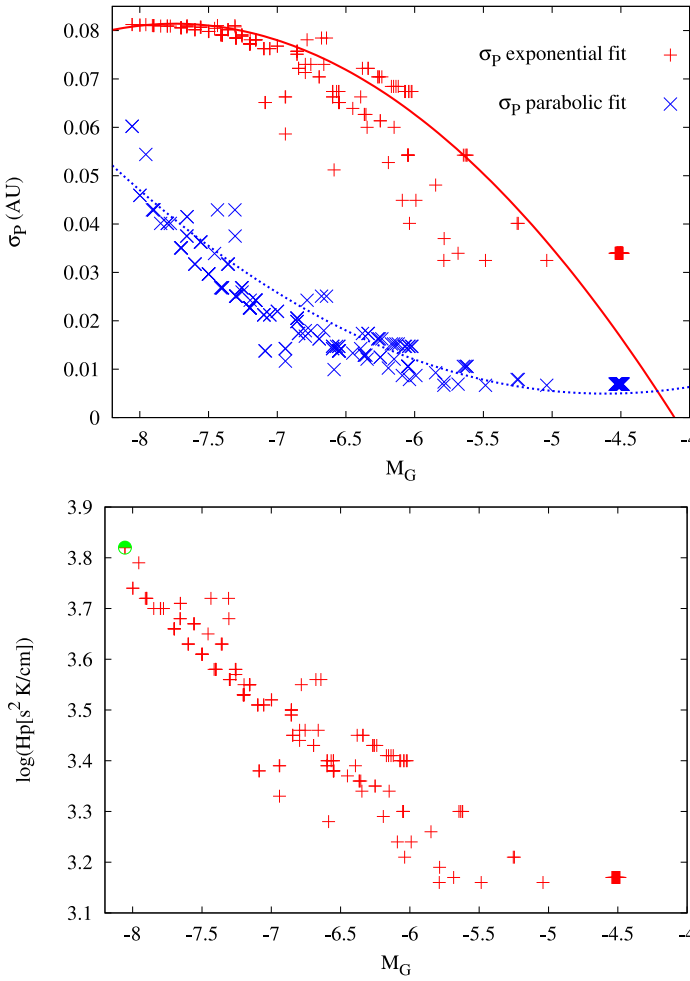 σP (AU)
0.08
0.07
0.06
0.05
0.04
0.03
0.02
0.01
0
σP exponential fit
σP parabolic fit
-8 -7.5 -7 -6.5 -6 -5.5 -5 -4.5 -4
MG
log(Hp[s2 K/cm])
3.9
3.8
3.7
3.6
3.5
3.4
3.3
3.2
3.1
-8 -7.5 -7 -6.5 -6 -5.5 -5 -4.5 -4
MG